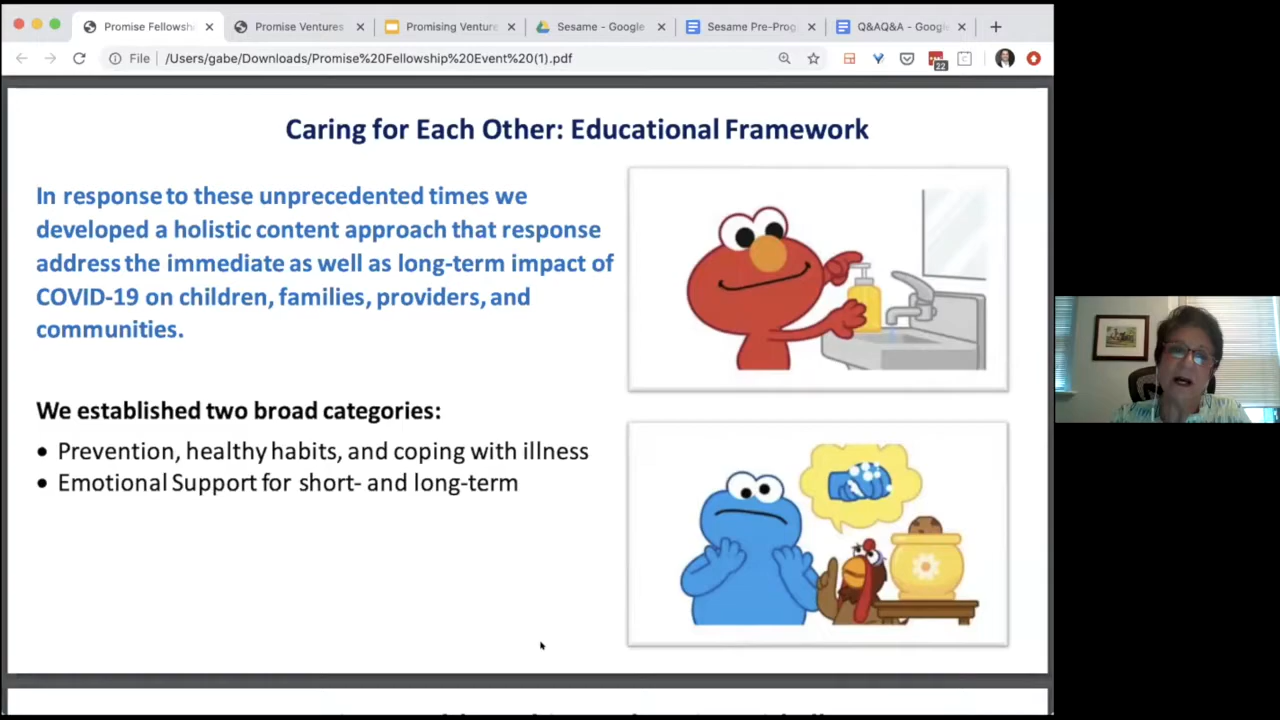 Promise Fellowsh
Promise Ventures
Promising Venture
Sesame - Google
Sesame Pre-Prog
Q&AQ&A - Goog
File
/Users/gabe/Downloads/Promise%20Fellowship%20Event%20(1).pdf
22
Caring for Each Other: Educational Framework
In response to these unprecedented times we
developed a holistic content approach that response
address the immediate as well as long-term impact of
COVID-19 on children, families, providers, and
communities.
We established two broad categories:
• Prevention, healthy habits, and coping with illness
• Emotional Support for short- and long-term